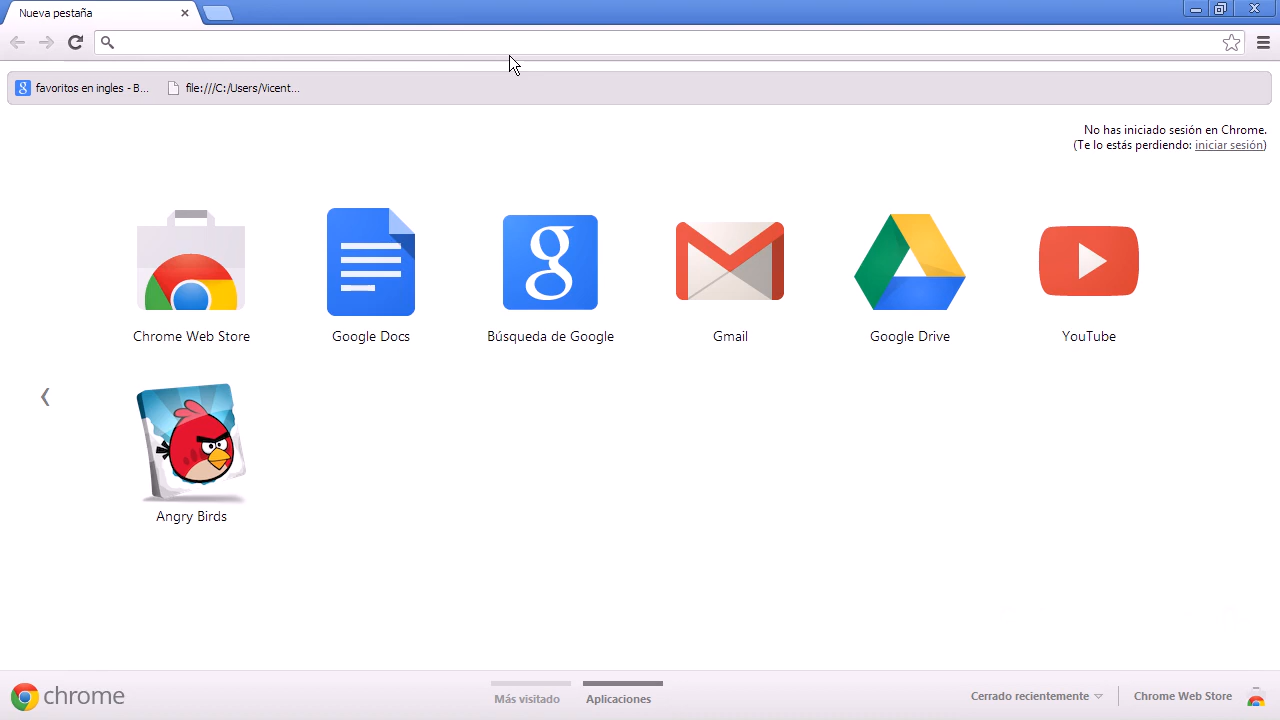 Nueva pestaña
favoritos en ingles - B...
file:///C:/Users/Vicent...
No has iniciado sesión en Chrome.
(Te lo estás perdiendo: iniciar sesión)
Chrome Web Store
Google Docs
Búsqueda de Google
Gmail
Google Drive
YouTube
Angry Birds
chrome
Más visitado
Aplicaciones
Cerrado recientemente
Chrome Web Store